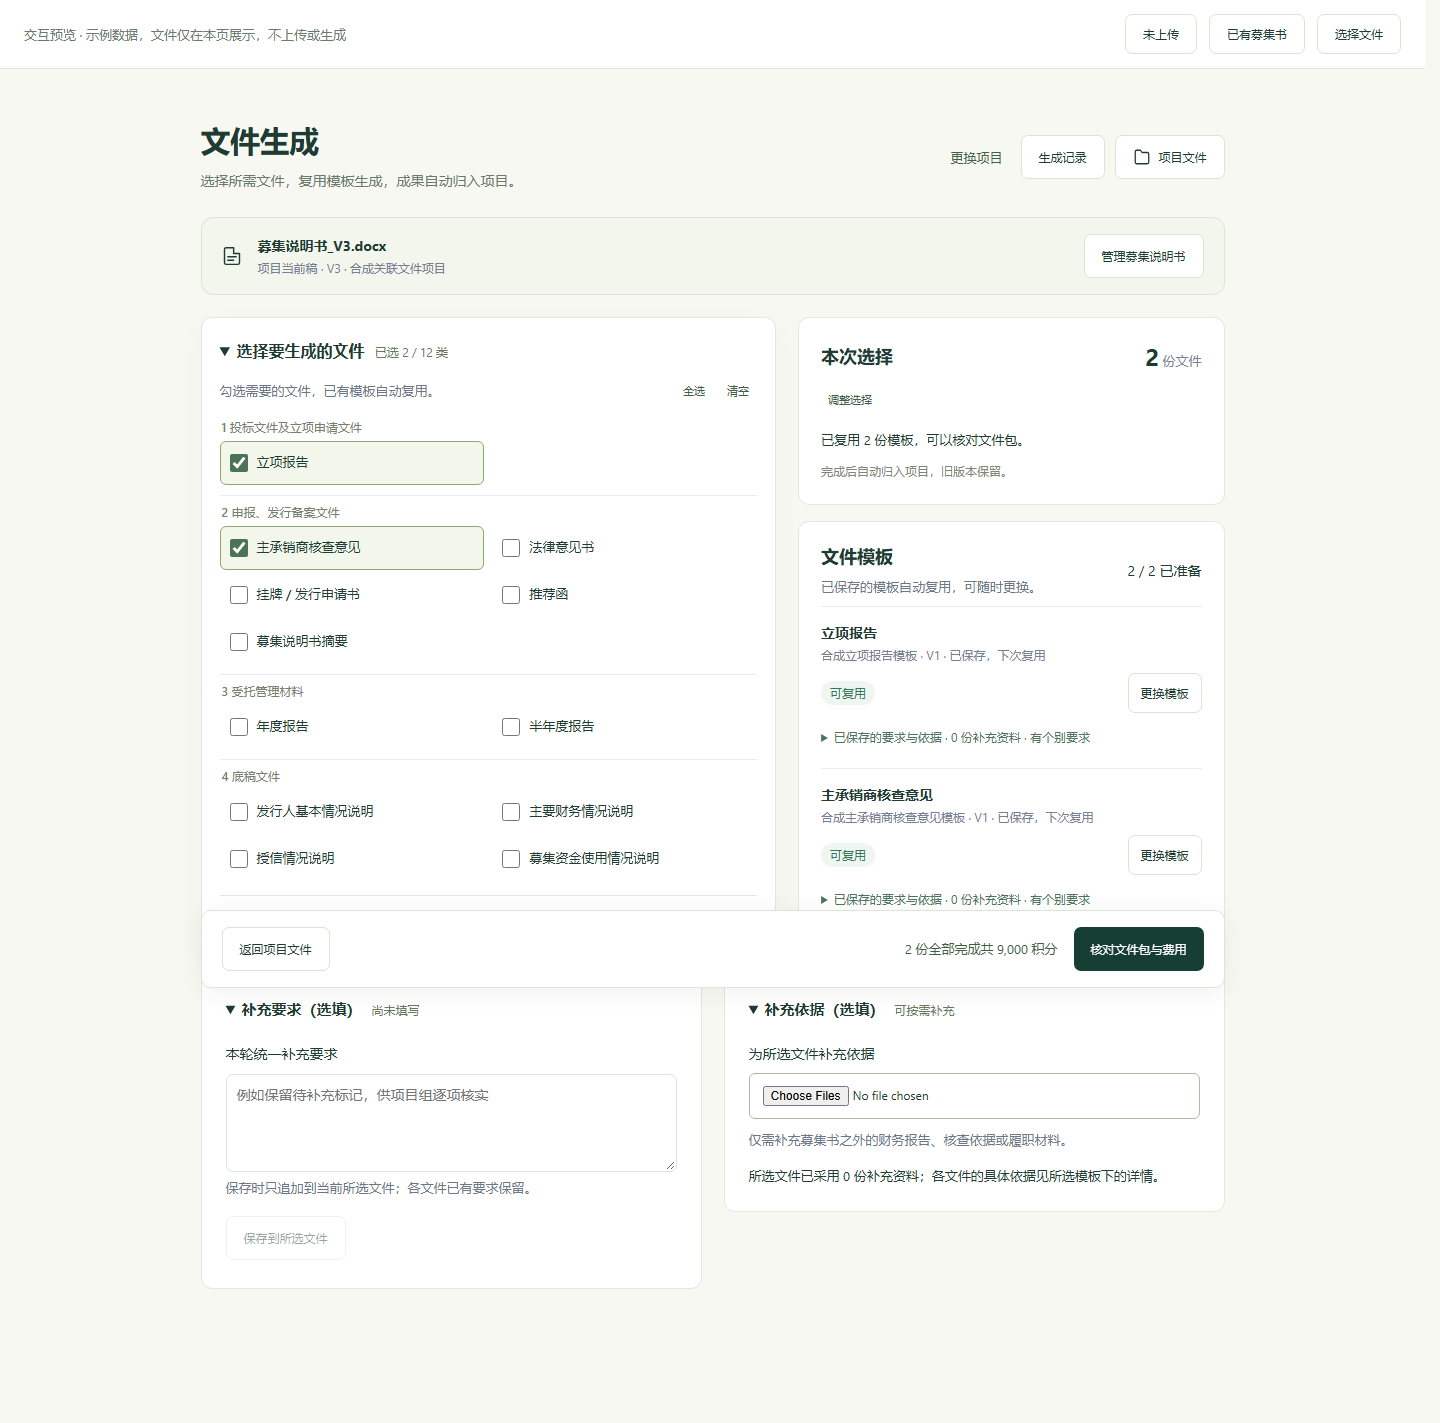 交互预览 · 示例数据，文件仅在本页展示，不上传或生成
未上传
已有募集书
选择文件
文件生成
选择所需文件，复用模板生成，成果自动归入项目。
更换项目
生成记录
项目文件
募集说明书_V3.docx
项目当前稿 · V3 · 合成关联文件项目
管理募集说明书
▼ 选择要生成的文件 已选 2 / 12 类
勾选需要的文件，已有模板自动复用。
全选
清空
1 投标文件及立项申请文件
立项报告
2 申报、发行备案文件
主承销商核查意见
法律意见书
挂牌 / 发行申请书
推荐函
募集说明书摘要
3 受托管理材料
年度报告
半年度报告
4 底稿文件
发行人基本情况说明
主要财务情况说明
授信情况说明
募集资金使用情况说明
本次选择
2 份文件
调整选择
已复用 2 份模板，可以核对文件包。
完成后自动归入项目，旧版本保留。
文件模板
已保存的模板自动复用，可随时更换。
2 / 2 已准备
立项报告
合成立项报告模板 · V1 · 已保存，下次复用
可复用
更换模板
▶ 已保存的要求与依据 · 0 份补充资料 · 有个别要求
主承销商核查意见
合成主承销商核查意见模板 · V1 · 已保存，下次复用
可复用
更换模板
▶ 已保存的要求与依据 · 0 份补充资料 · 有个别要求
返回项目文件
2 份全部完成共 9,000 积分
核对文件包与费用
▼ 补充要求（选填） 尚未填写
本轮统一补充要求
例如保留待补充标记，供项目组逐项核实
保存时只追加到当前所选文件；各文件已有要求保留。
保存到所选文件
▼ 补充依据（选填） 可按需补充
为所选文件补充依据
Choose Files No file chosen
仅需补充募集书之外的财务报告、核查依据或履职材料。
所选文件已采用 0 份补充资料；各文件的具体依据见所选模板下的详情。